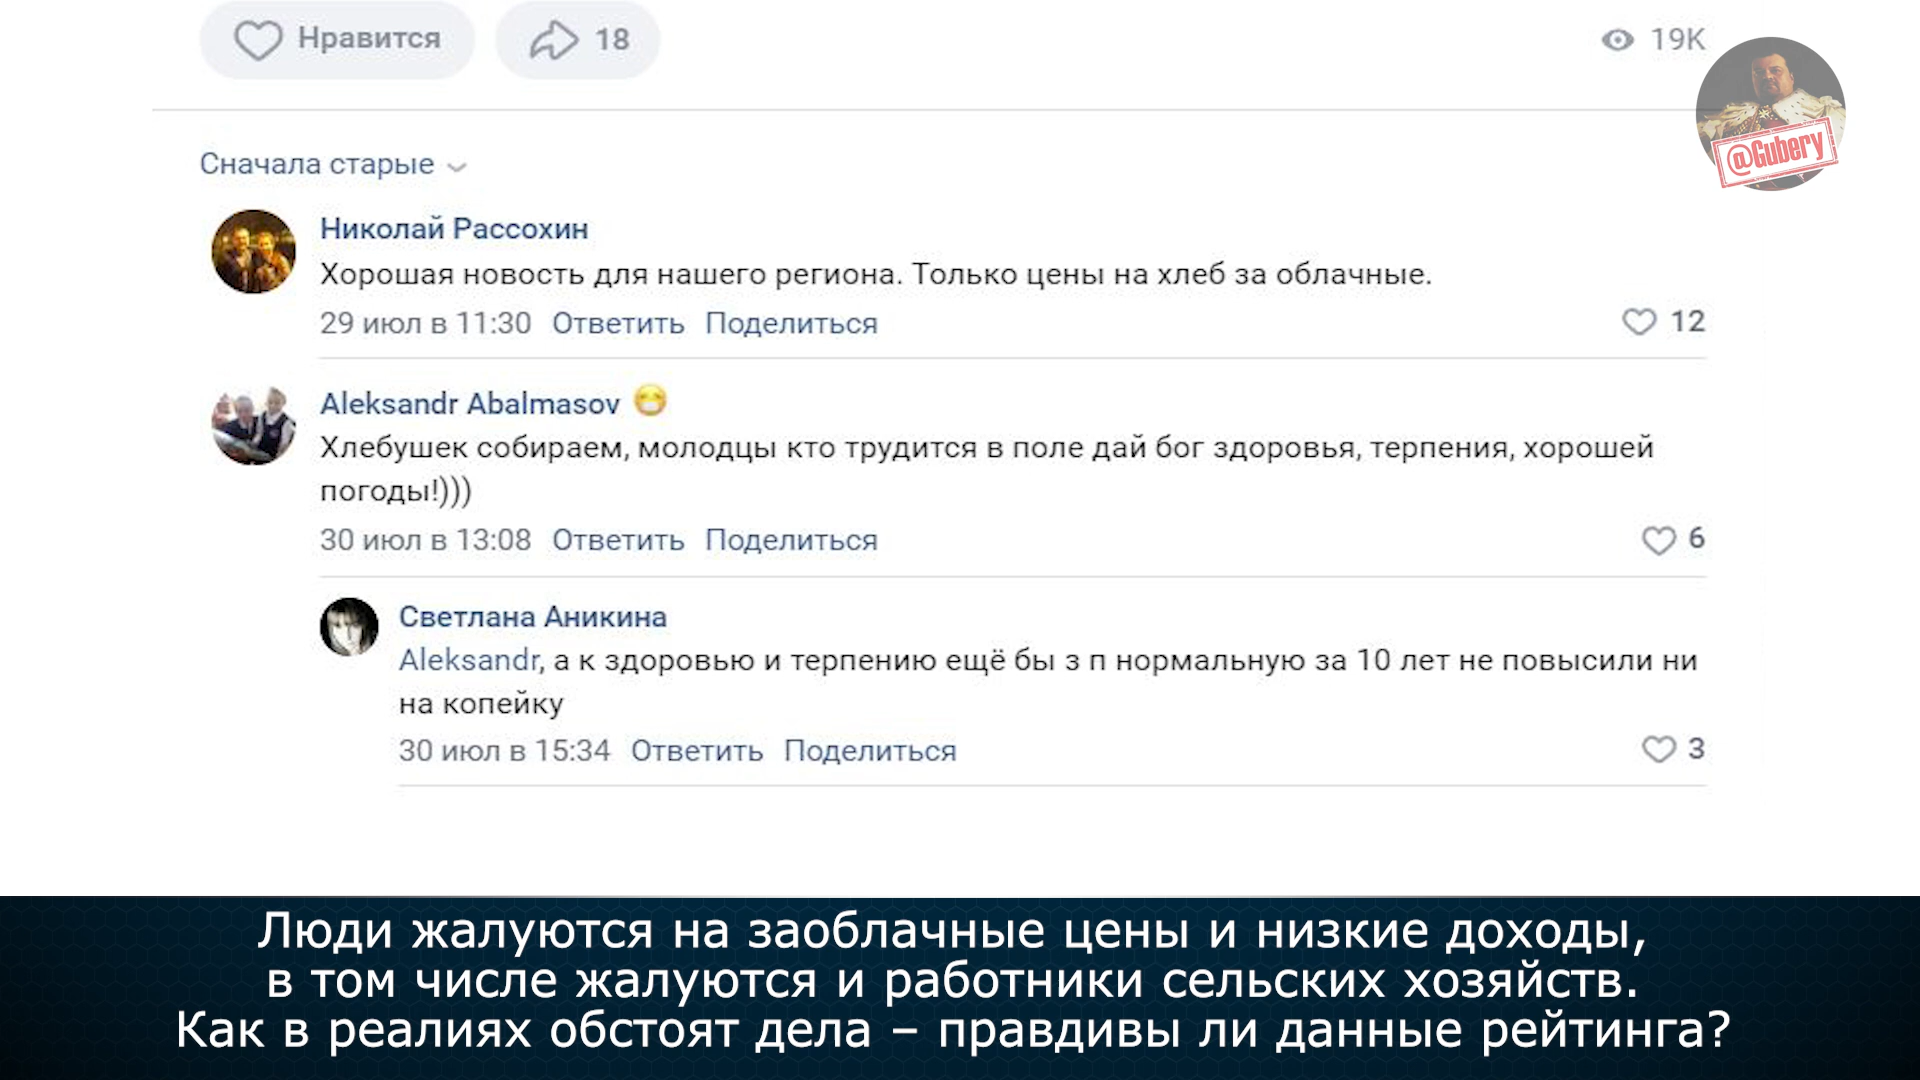 Нравится
18
19K
@Gubery
Сначала старые
Николай Рассохин
Хорошая новость для нашего региона. Только цены на хлеб за облачные.
29 июл в 11:30 Ответить Поделиться
12
Aleksandr Abalmasov
Хлебушек собираем, молодцы кто трудится в поле дай бог здоровья, терпения, хорошей
погоды!)))
30 июл в 13:08 Ответить Поделиться
6
Светлана Аникина
Aleksandr, а к здоровью и терпению ещё бы з п нормальную за 10 лет не повысили ни
на копейку
30 июл в 15:34 Ответить Поделиться
3
Люди жалуются на заоблачные цены и низкие доходы,
в том числе жалуются и работники сельских хозяйств.
Как в реалиях обстоят дела – правдивы ли данные рейтинга?